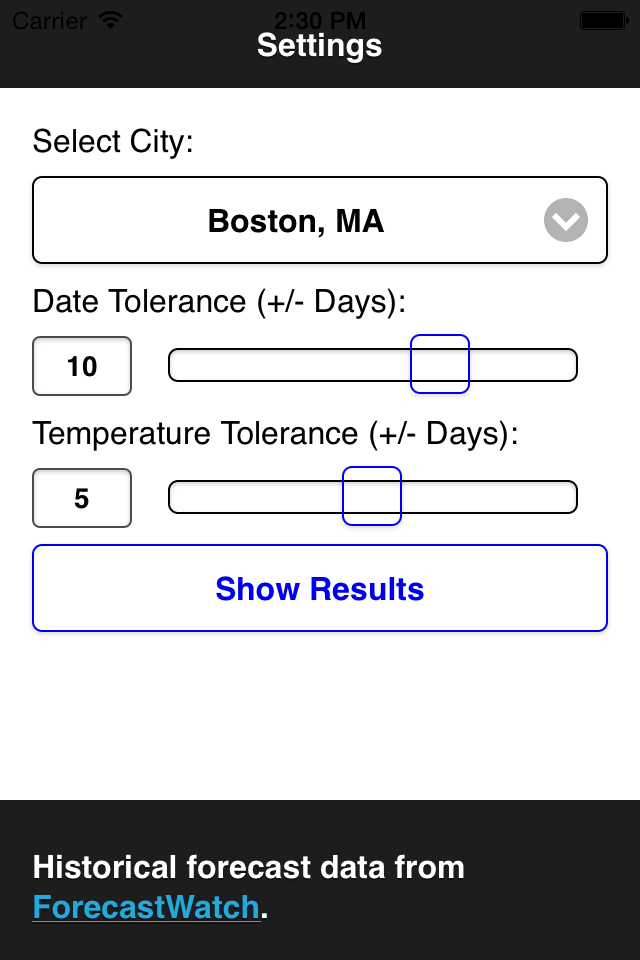 Carrier 2:30 PM
Settings
Select City:
Boston, MA
Date Tolerance (+/- Days):
10
Temperature Tolerance (+/- Days):
5
Show Results
Historical forecast data from
ForecastWatch.